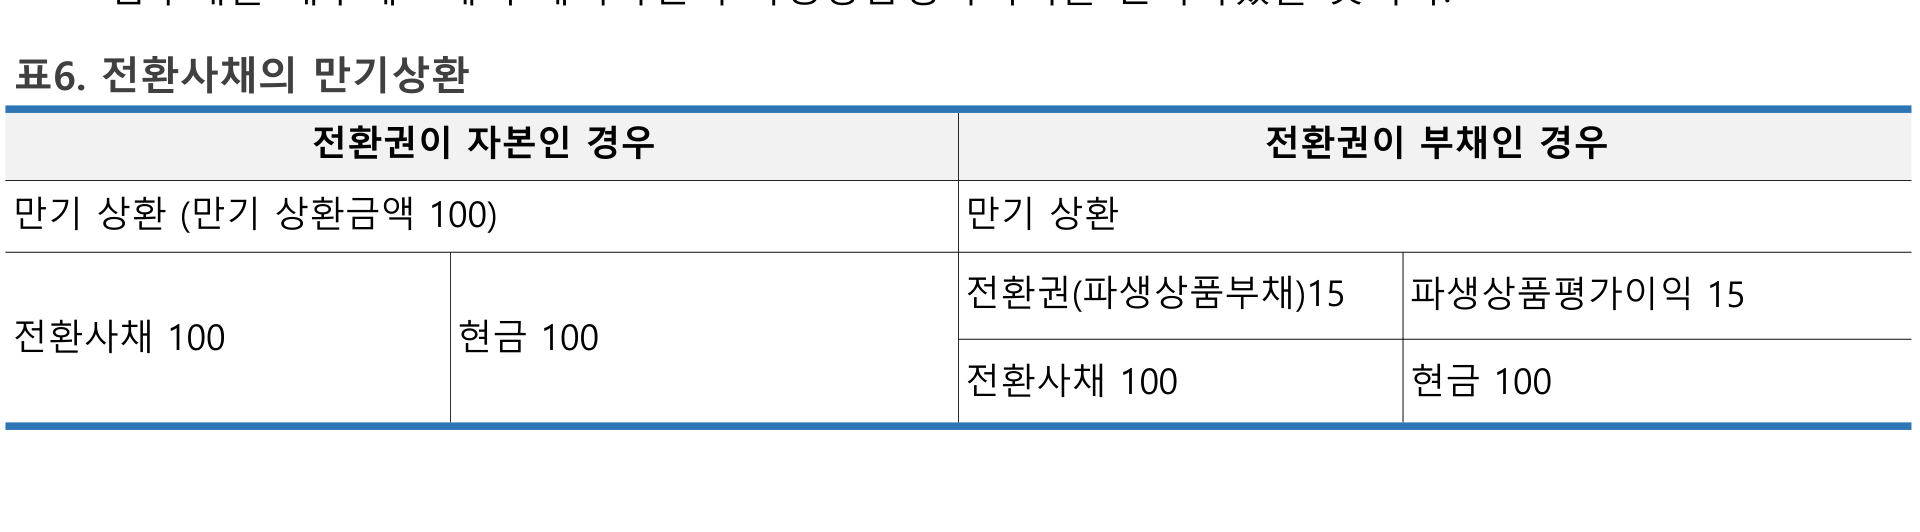 표6. 전환사채의 만기상환
전환권이 자본인 경우 전환권이 부채인 경우
만기 상환 (만기 상환금액 100) 만기 상환
전환권(파생상품부채)15 파생상품평가이익 15
전환사채 100 현금 100
전환사채 100 현금 100